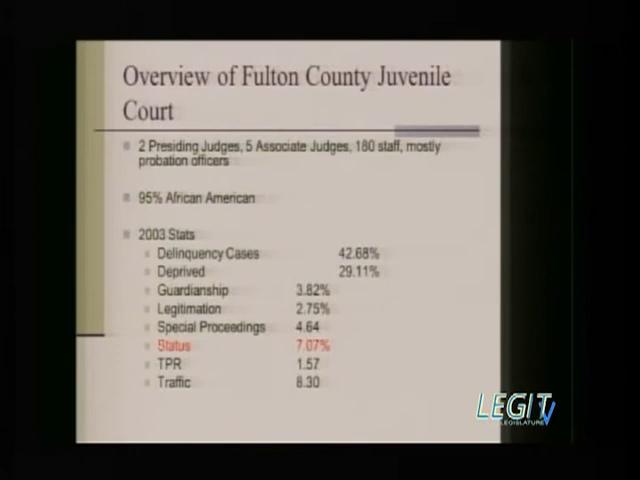 Overview of Fulton County Juvenile
Court
2 Presiding Judges, 5 Associate Judges, 180 staff, mostly
probation officers
95% African American
2003 Stats
Delinquency Cases 42.68%
Deprived 29.11%
Guardianship 3.82%
Legitimation 2.75%
Special Proceedings 4.64
Status 7.07%
TPR 1.57
Traffic 8.30
LEGIT
TV
LEGISLATURE